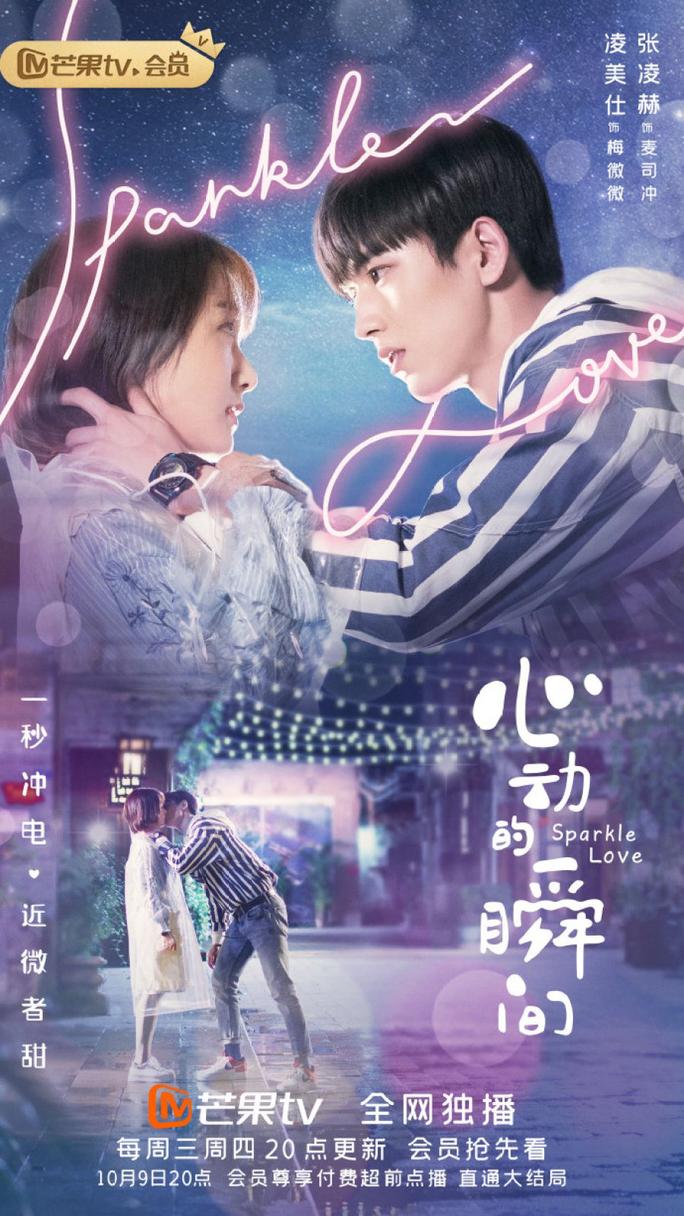 芒果tv.会员
张凌赫 饰 麦司冲
凌美仕 饰 梅微微
Sparkle
Love
心动的瞬间
Sparkle
Love
一秒冲电♥近微者甜
芒果tv 全网独播
每周三周四20点更新 会员抢先看
10月9日20点 会员尊享付费超前点播 直通大结局